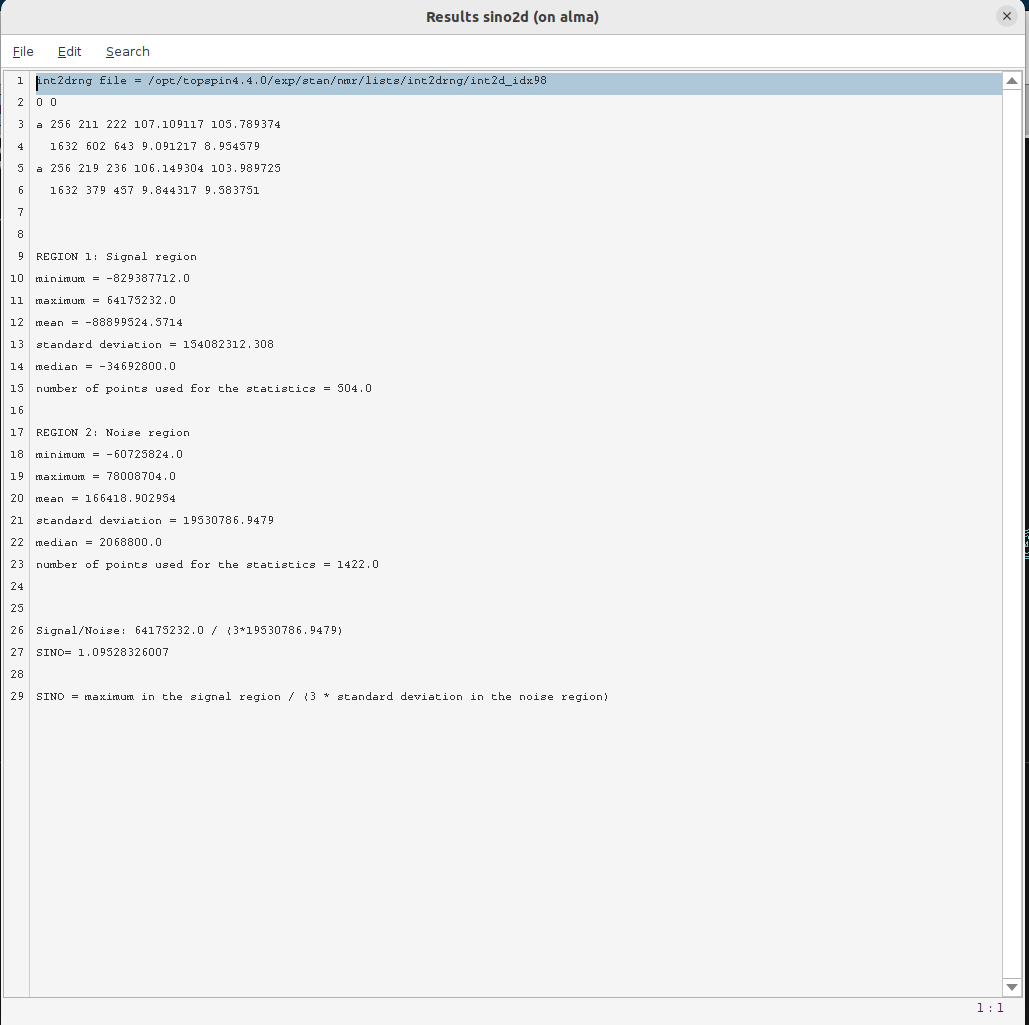 Results sino2d (on alma)
File Edit Search
1 int2drng file = /opt/topspin4.4.0/exp/stan/nmr/lists/int2drng/int2d_idx98
2 0 0
3 a 256 211 222 107.109117 105.789374
4 1632 602 643 9.091217 8.954579
5 a 256 219 236 106.149304 103.989725
6 1632 379 457 9.844317 9.583751
7
8
9 REGION 1: Signal region
10 minimum = -829387712.0
11 maximum = 64175232.0
12 mean = -88899524.5714
13 standard deviation = 154082312.308
14 median = -34692800.0
15 number of points used for the statistics = 504.0
16
17 REGION 2: Noise region
18 minimum = -60725824.0
19 maximum = 78008704.0
20 mean = 166418.902954
21 standard deviation = 19530786.9479
22 median = 2068800.0
23 number of points used for the statistics = 1422.0
24
25
26 Signal/Noise: 64175232.0 / (3*19530786.9479)
27 SINO= 1.09528326007
28
29 SINO = maximum in the signal region / (3 * standard deviation in the noise region)
1 : 1